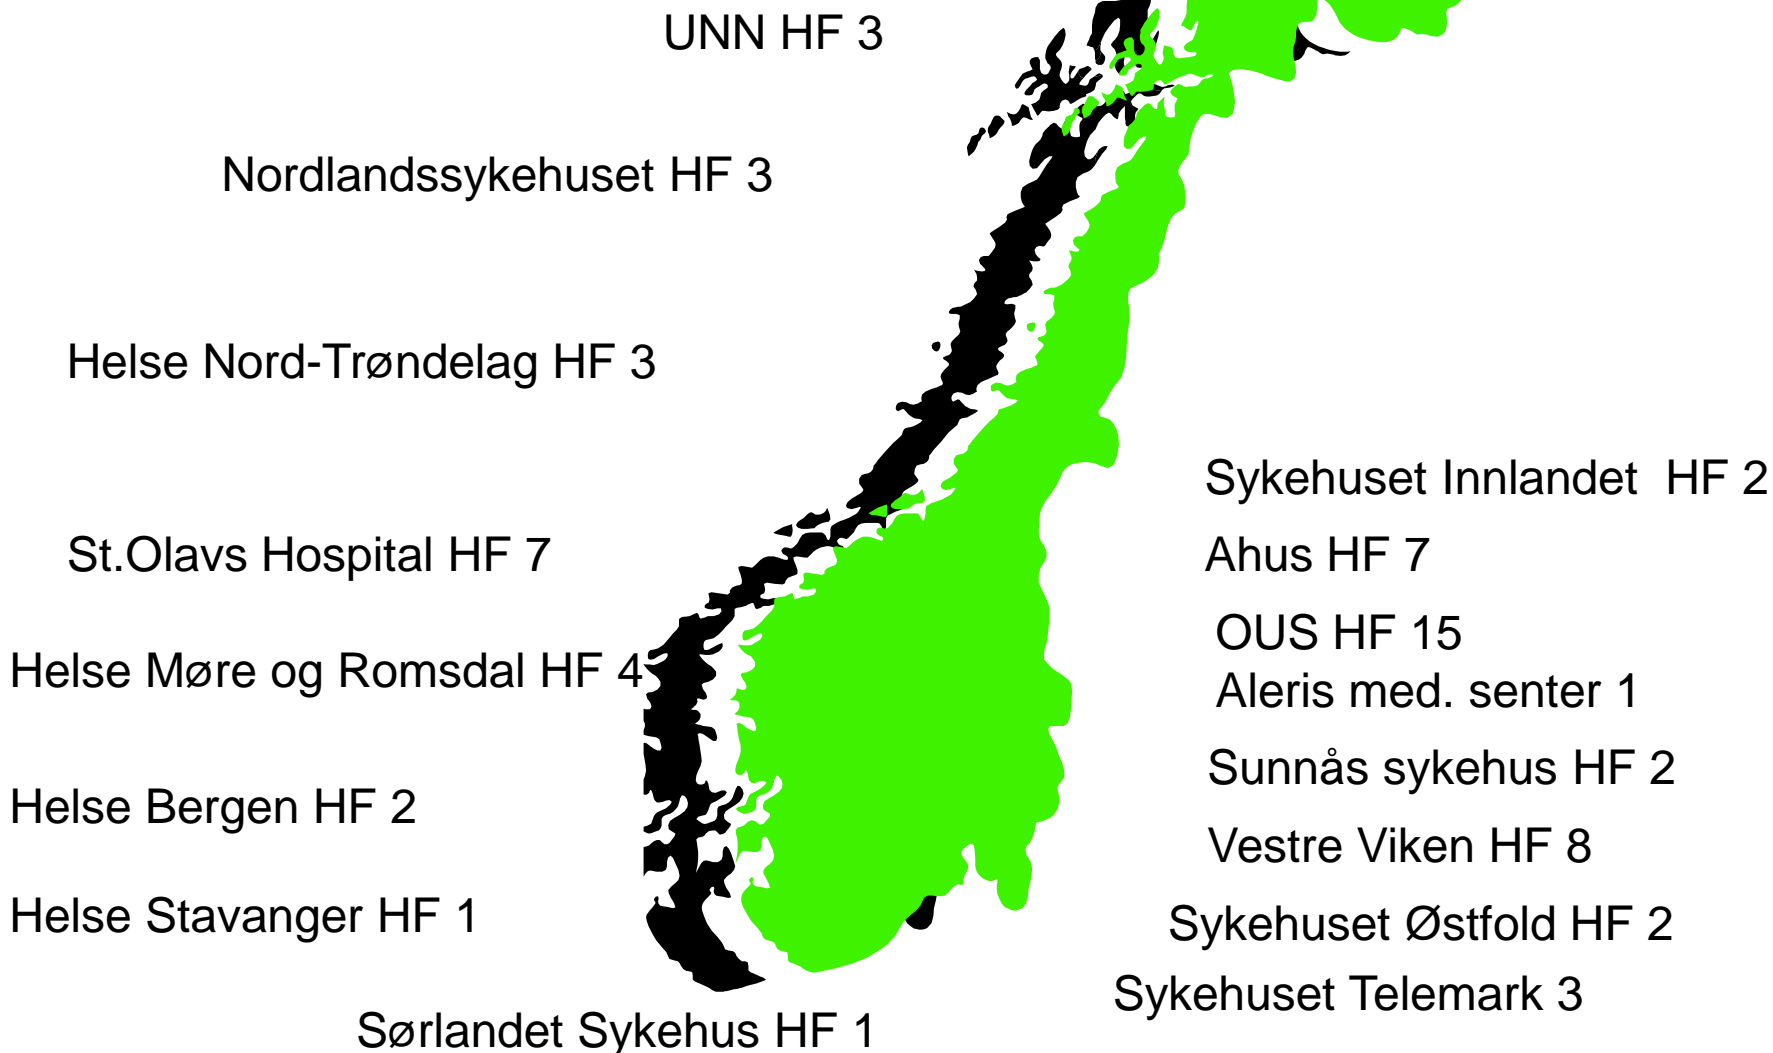 UNN HF 3
Nordlandssykehuset HF 3
Helse Nord-Trøndelag HF 3
St.Olavs Hospital HF 7
Helse Møre og Romsdal HF 4
Helse Bergen HF 2
Helse Stavanger HF 1
Sørlandet Sykehus HF 1
Sykehuset Innlandet  HF 2
Ahus HF 7
OUS HF 15
Aleris med. senter 1
Sunnås sykehus HF 2
Vestre Viken HF 8
Sykehuset Østfold HF 2
Sykehuset Telemark 3